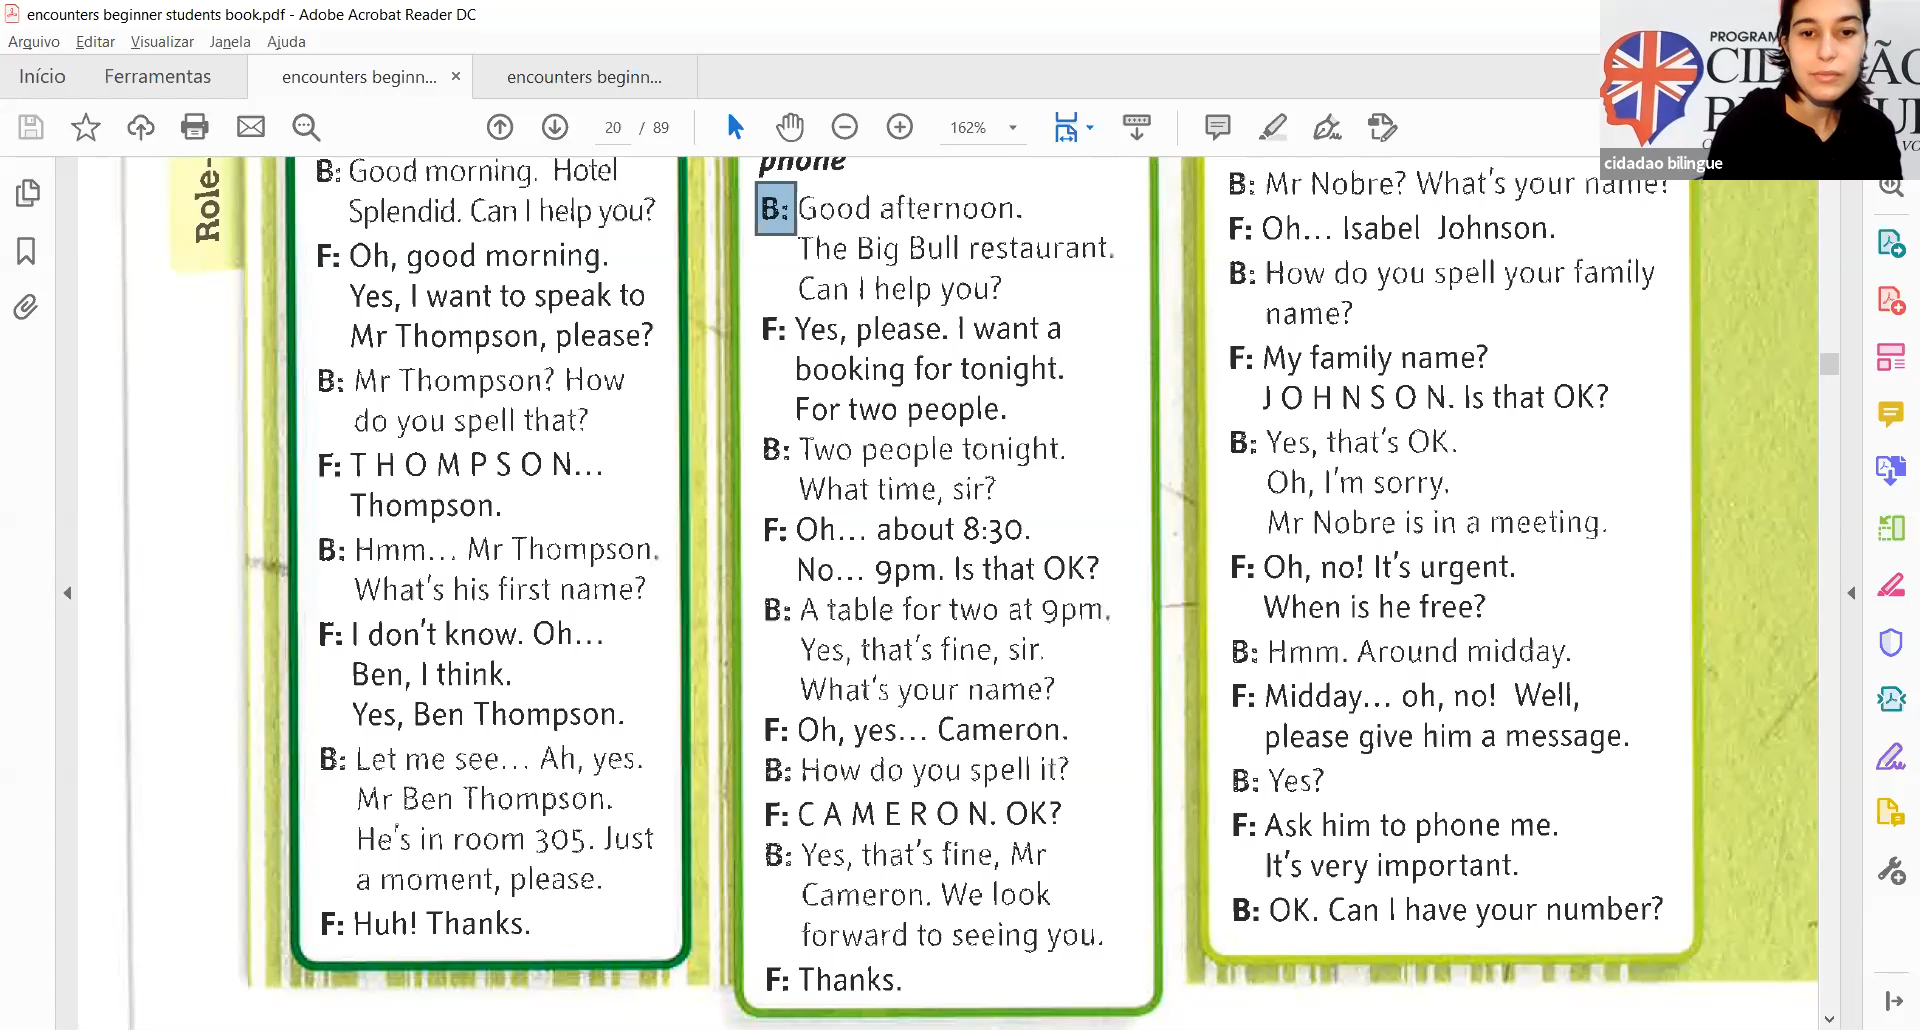 encounters beginner students book.pdf - Adobe Acrobat Reader DC
Arquivo Editar Visualizar Janela Ajuda
Início Ferramentas encounters beginn... × encounters beginn...
20 / 89 162%
PROGRAM
cidadao bilingue
Role-
B: Good morning. Hotel
Splendid. Can I help you?
F: Oh, good morning.
Yes, I want to speak to
Mr Thompson, please?
B: Mr Thompson? How
do you spell that?
F: T H O M P S O N...
Thompson.
B: Hmm... Mr Thompson.
What's his first name?
F: I don't know. Oh...
Ben, I think.
Yes, Ben Thompson.
B: Let me see... Ah, yes.
Mr Ben Thompson.
He's in room 305. Just
a moment, please.
F: Huh! Thanks.
phone
B: Good afternoon.
The Big Bull restaurant.
Can I help you?
F: Yes, please. I want a
booking for tonight.
For two people.
B: Two people tonight.
What time, sir?
F: Oh... about 8:30.
No... 9pm. Is that OK?
B: A table for two at 9pm.
Yes, that's fine, sir.
What's your name?
F: Oh, yes... Cameron.
B: How do you spell it?
F: C A M E R O N. OK?
B: Yes, that's fine, Mr
Cameron. We look
forward to seeing you.
F: Thanks.
B: Mr Nobre? What's your name?
F: Oh... Isabel Johnson.
B: How do you spell your family
name?
F: My family name?
J O H N S O N. Is that OK?
B: Yes, that's OK.
Oh, I'm sorry.
Mr Nobre is in a meeting.
F: Oh, no! It's urgent.
When is he free?
B: Hmm. Around midday.
F: Midday... oh, no! Well,
please give him a message.
B: Yes?
F: Ask him to phone me.
It's very important.
B: OK. Can I have your number?